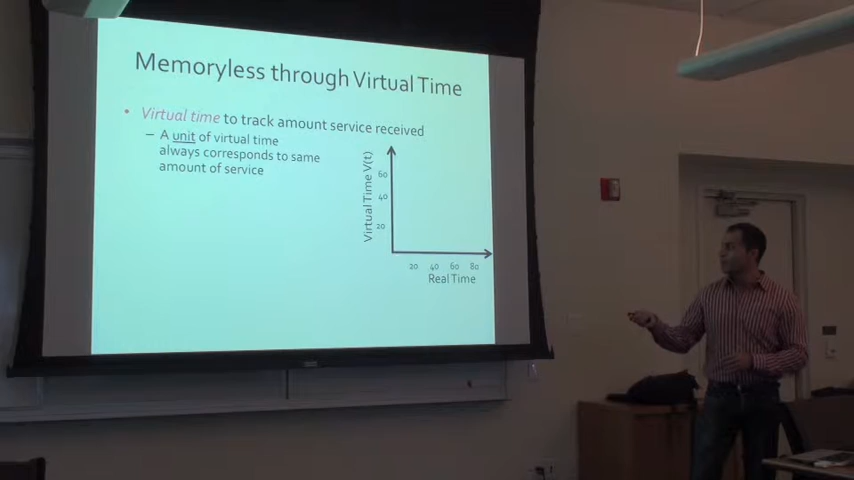 Memoryless through Virtual Time
• Virtual time to track amount service received
– A unit of virtual time
always corresponds to same
amount of service
Virtual Time V(t)
60
40
20
20 40 60 80
Real Time